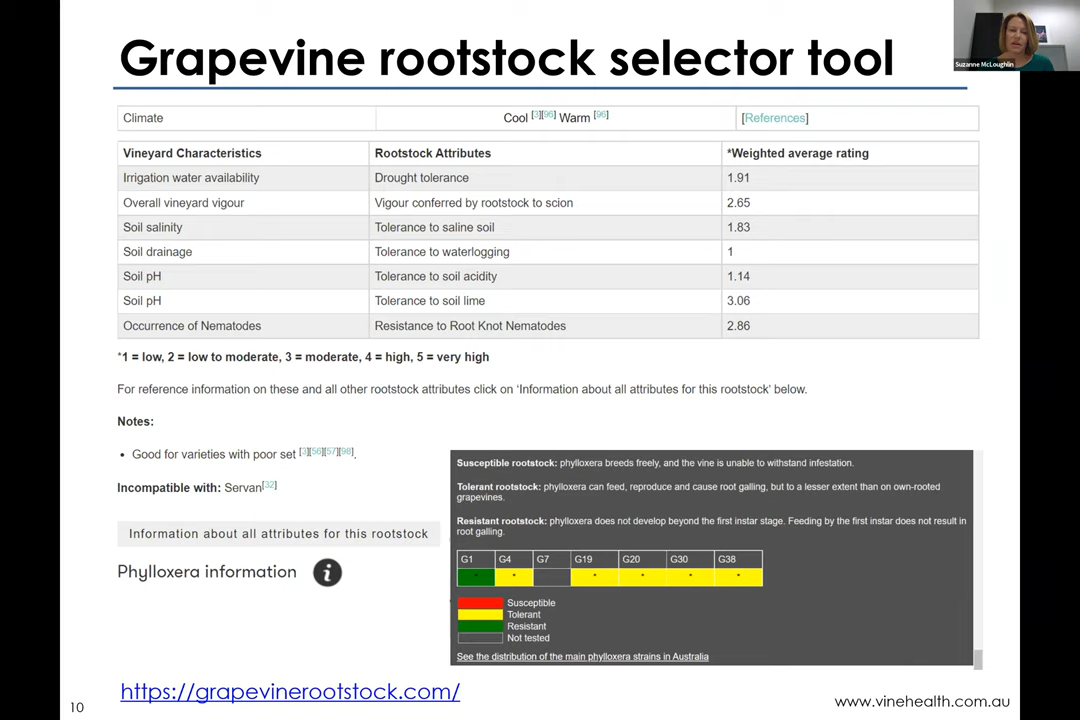 Grapevine rootstock selector tool
Suzanne McLoughlin
Climate Cool [3][96] Warm [96] [References]
Vineyard Characteristics Rootstock Attributes *Weighted average rating
Irrigation water availability Drought tolerance 1.91
Overall vineyard vigour Vigour conferred by rootstock to scion 2.65
Soil salinity Tolerance to saline soil 1.83
Soil drainage Tolerance to waterlogging 1
Soil pH Tolerance to soil acidity 1.14
Soil pH Tolerance to soil lime 3.06
Occurrence of Nematodes Resistance to Root Knot Nematodes 2.86
*1 = low, 2 = low to moderate, 3 = moderate, 4 = high, 5 = very high
For reference information on these and all other rootstock attributes click on 'Information about all attributes for this rootstock' below.
Notes:
• Good for varieties with poor set [3][56][57][98].
Incompatible with: Servan[32]
Information about all attributes for this rootstock
Phylloxera information i
Susceptible rootstock: phylloxera breeds freely, and the vine is unable to withstand infestation.
Tolerant rootstock: phylloxera can feed, reproduce and cause root galling, but to a lesser extent than on own-rooted
grapevines.
Resistant rootstock: phylloxera does not develop beyond the first instar stage. Feeding by the first instar does not result in
root galling.
G1 G4 G7 G19 G20 G30 G38
* * * * * *
Susceptible
Tolerant
Resistant
Not tested
See the distribution of the main phylloxera strains in Australia
https://grapevinerootstock.com/
10
www.vinehealth.com.au